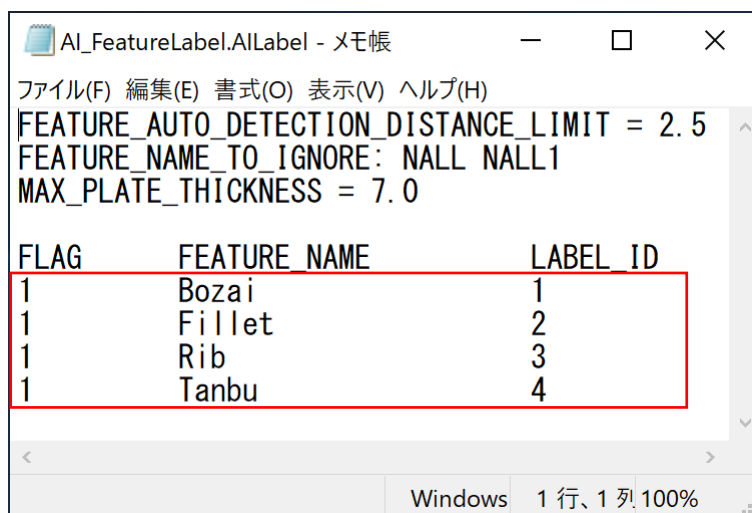 AI_FeatureLabel.AILabel - メモ帳
ファイル(F) 編集(E) 書式(O) 表示(V) ヘルプ(H)
FEATURE_AUTO_DETECTION_DISTANCE_LIMIT = 2.5
FEATURE_NAME_TO_IGNORE: NALL NALL1
MAX_PLATE_THICKNESS = 7.0
FLAG FEATURE_NAME LABEL_ID
1 Bozai 1
1 Fillet 2
1 Rib 3
1 Tanbu 4
Windows 1 行、1 列 100%